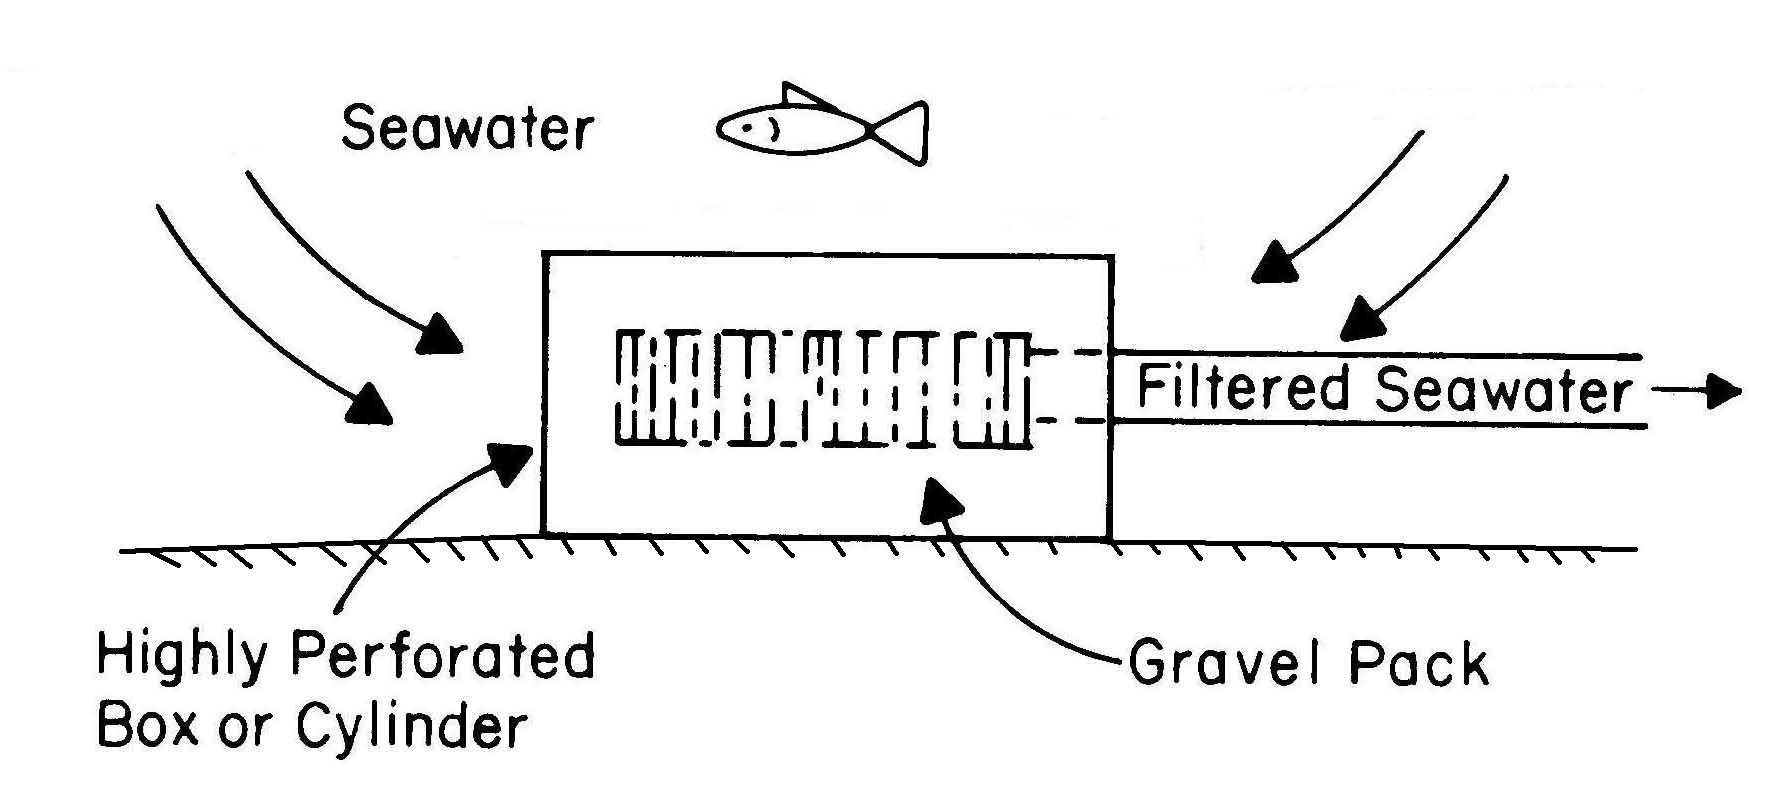 Seawater
Filtered Seawater
Highly Perforated
Box or Cylinder
Gravel Pack